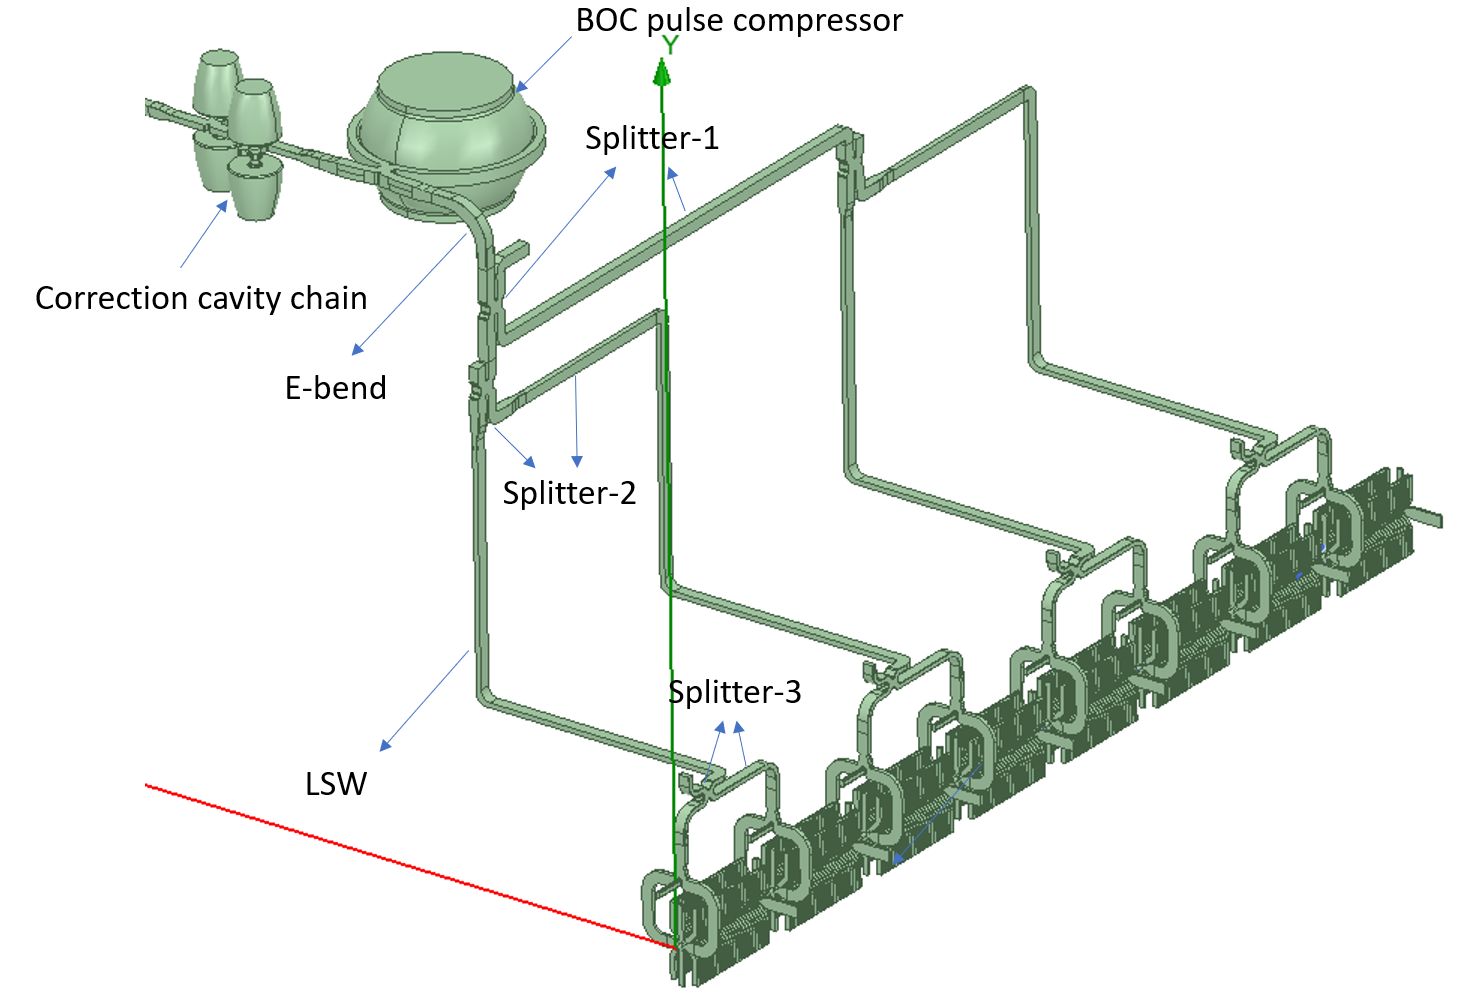 BOC pulse compressor
Y
Splitter-1
Correction cavity chain
E-bend
Splitter-2
Splitter-3
LSW